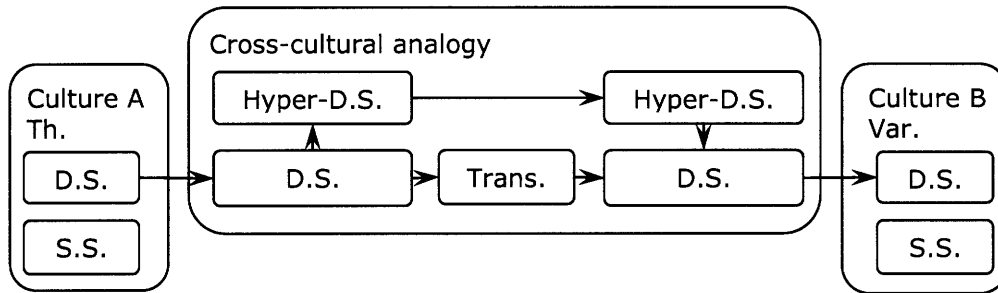 Cross-cultural analogy
Culture A
Th.
D.S.
S.S.
Hyper-D.S.
Hyper-D.S.
D.S.
Trans.
D.S.
Culture B
Var.
D.S.
S.S.